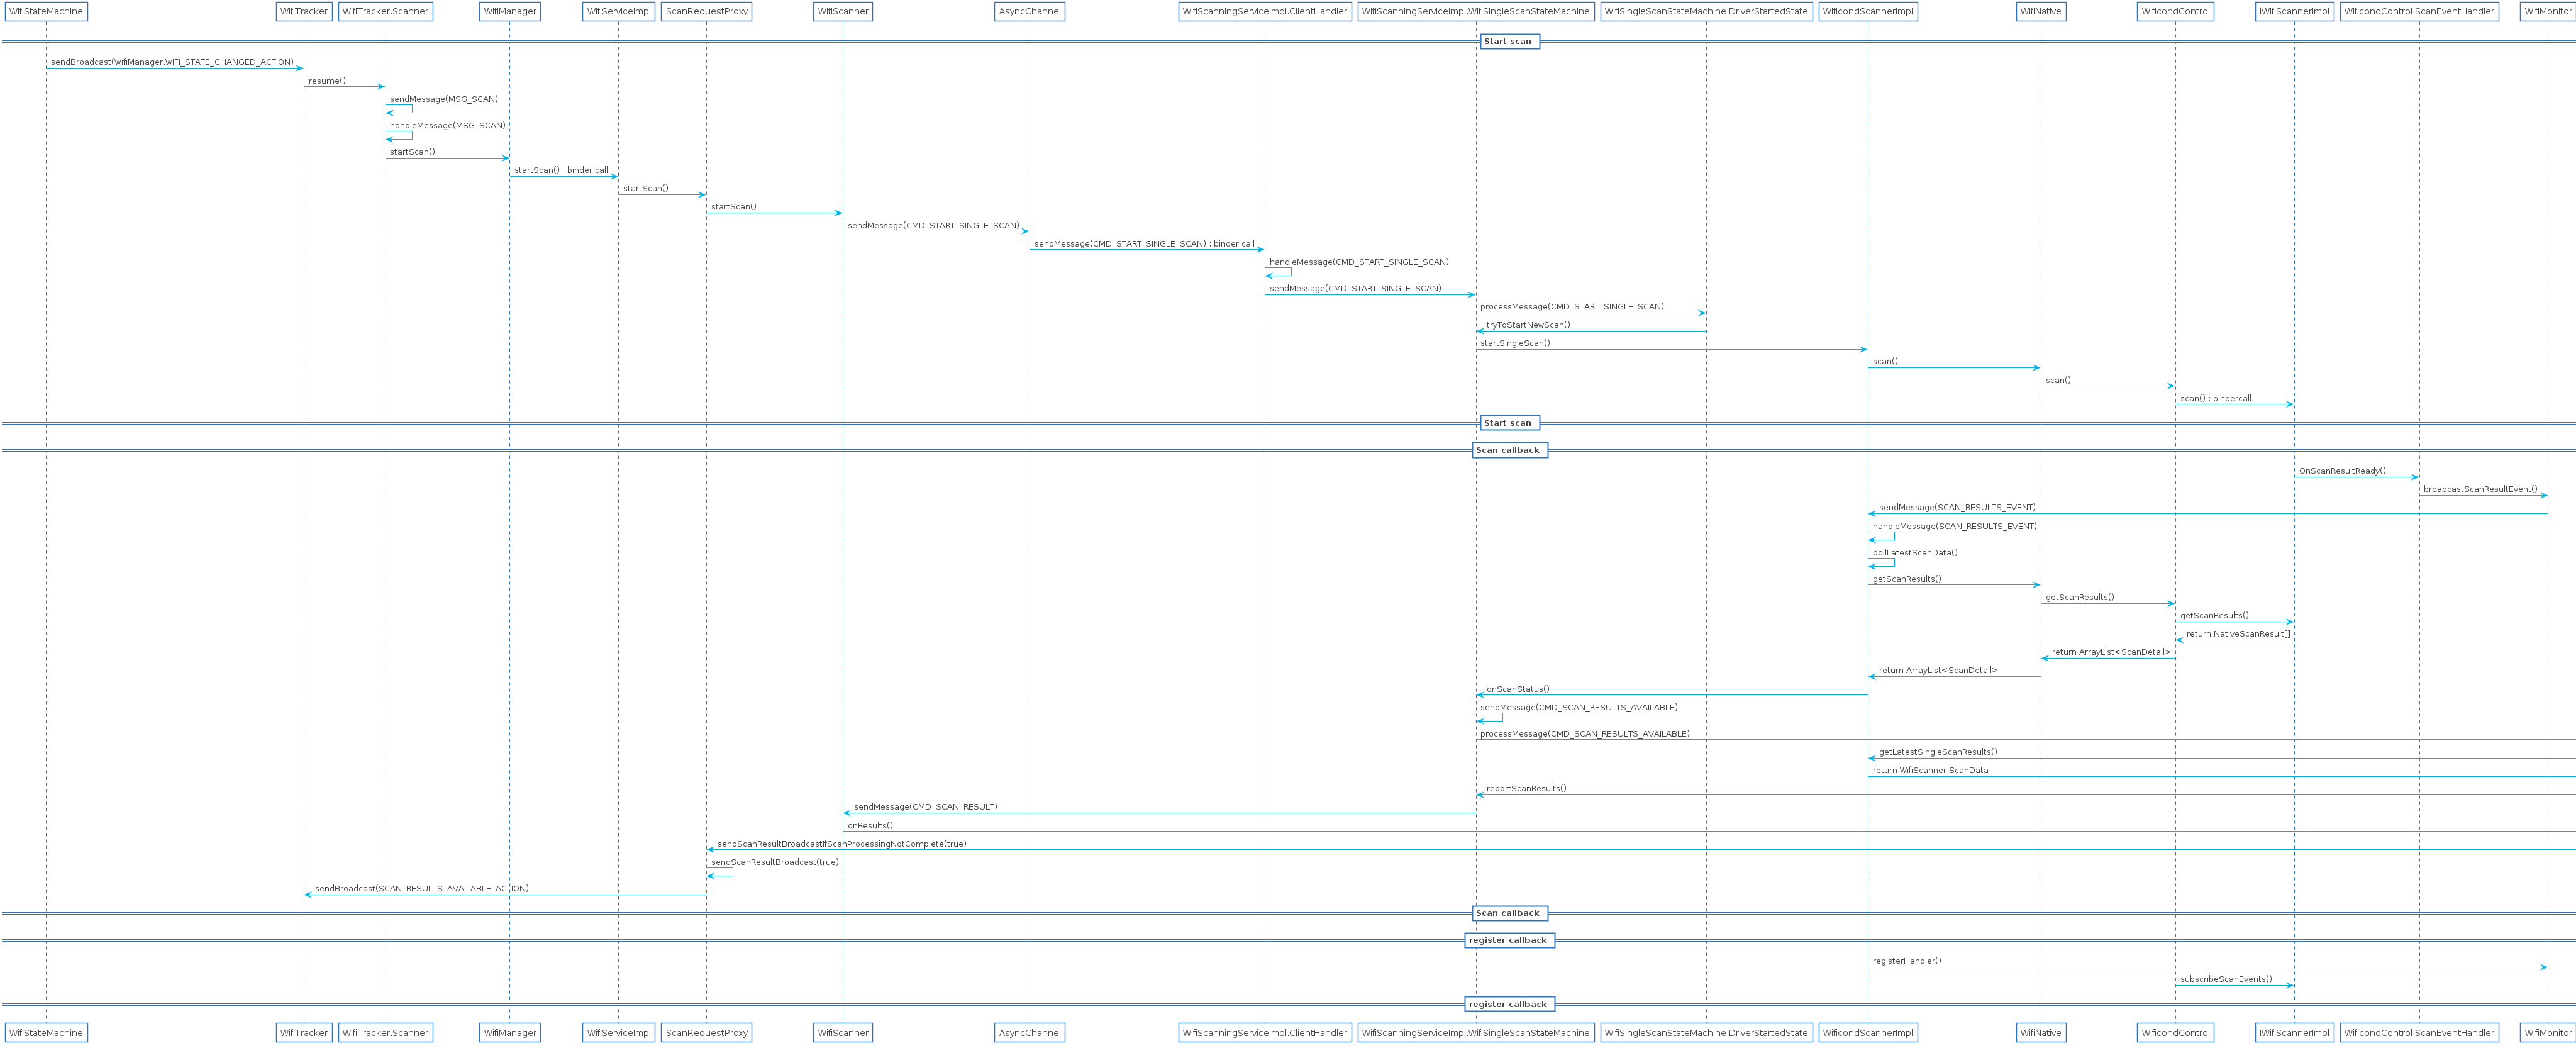 WifiStateMachine WifiTracker WifiTracker.Scanner WifiManager WifiServiceImpl ScanRequestProxy WifiScanner AsyncChannel WifiScanningServiceImpl.ClientHandler WifiScanningServiceImpl.WifiSingleScanStateMachine WifiSingleScanStateMachine.DriverStartedState WificondScannerImpl WifiNative WificondControl IWifiScannerImpl WificondControl.ScanEventHandler WifiMonitor
Start scan
sendBroadcast(WifiManager.WIFI_STATE_CHANGED_ACTION)
resume()
sendMessage(MSG_SCAN)
handleMessage(MSG_SCAN)
startScan()
startScan() : binder call
startScan()
startScan()
sendMessage(CMD_START_SINGLE_SCAN)
sendMessage(CMD_START_SINGLE_SCAN) : binder call
handleMessage(CMD_START_SINGLE_SCAN)
sendMessage(CMD_START_SINGLE_SCAN)
processMessage(CMD_START_SINGLE_SCAN)
tryToStartNewScan()
startSingleScan()
scan()
scan()
scan() : bindercall
Start scan
Scan callback
OnScanResultReady()
broadcastScanResultEvent()
sendMessage(SCAN_RESULTS_EVENT)
handleMessage(SCAN_RESULTS_EVENT)
pollLatestScanData()
getScanResults()
getScanResults()
getScanResults()
return NativeScanResult[]
return ArrayList<ScanDetail>
return ArrayList<ScanDetail>
onScanStatus()
sendMessage(CMD_SCAN_RESULTS_AVAILABLE)
processMessage(CMD_SCAN_RESULTS_AVAILABLE)
getLatestSingleScanResults()
return WifiScanner.ScanData
reportScanResults()
sendMessage(CMD_SCAN_RESULT)
onResults()
sendScanResultBroadcastIfScanProcessingNotComplete(true)
sendScanResultBroadcast(true)
sendBroadcast(SCAN_RESULTS_AVAILABLE_ACTION)
Scan callback
register callback
registerHandler()
subscribeScanEvents()
register callback
WifiStateMachine WifiTracker WifiTracker.Scanner WifiManager WifiServiceImpl ScanRequestProxy WifiScanner AsyncChannel WifiScanningServiceImpl.ClientHandler WifiScanningServiceImpl.WifiSingleScanStateMachine WifiSingleScanStateMachine.DriverStartedState WificondScannerImpl WifiNative WificondControl IWifiScannerImpl WificondControl.ScanEventHandler WifiMonitor